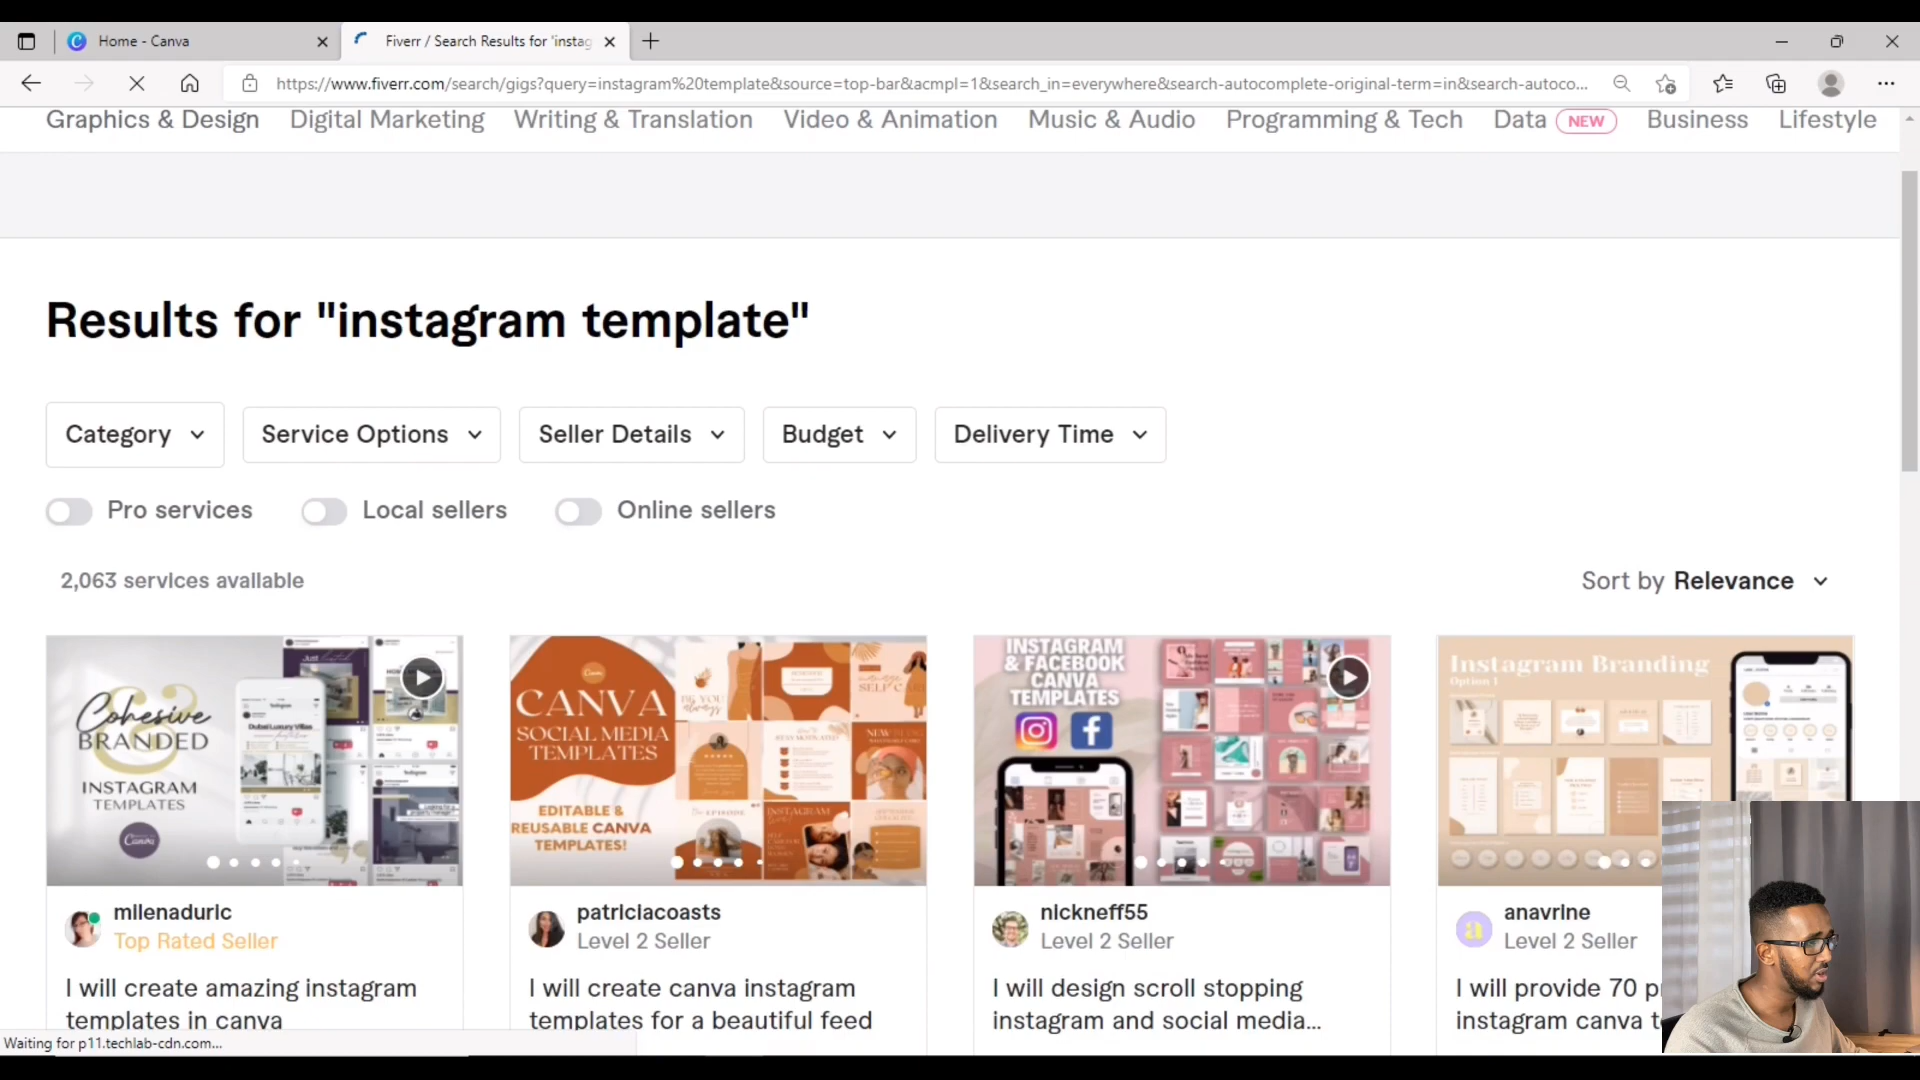 Home - Canva
Fiverr / Search Results for 'instag
https://www.fiverr.com/search/gigs?query=instagram%20template&source=top-bar&acmpl=1&search_in=everywhere&search-autocomplete-original-term=in&search-autoco...
Graphics & Design Digital Marketing Writing & Translation Video & Animation Music & Audio Programming & Tech Data NEW Business Lifestyle
Results for "instagram template"
Category Service Options Seller Details Budget Delivery Time
Pro services Local sellers Online sellers
2,063 services available
Sort by Relevance
Cohesive
&
BRANDED
INSTAGRAM
TEMPLATES
Canva
Dubai Luxury Villas
CANVA
SOCIAL MEDIA
TEMPLATES
EDITABLE &
REUSABLE CANVA
TEMPLATES!
INSTAGRAM
& FACEBOOK
CANVA
TEMPLATES
Instagram Branding
Option 1
milenaduric
Top Rated Seller
I will create amazing instagram
templates in canva
patriciacoasts
Level 2 Seller
I will create canva instagram
templates for a beautiful feed
nickneff55
Level 2 Seller
I will design scroll stopping
instagram and social media...
a
anavrine
Level 2 Seller
I will provide 70 p
instagram canva t
Waiting for p11.techlab-cdn.com...